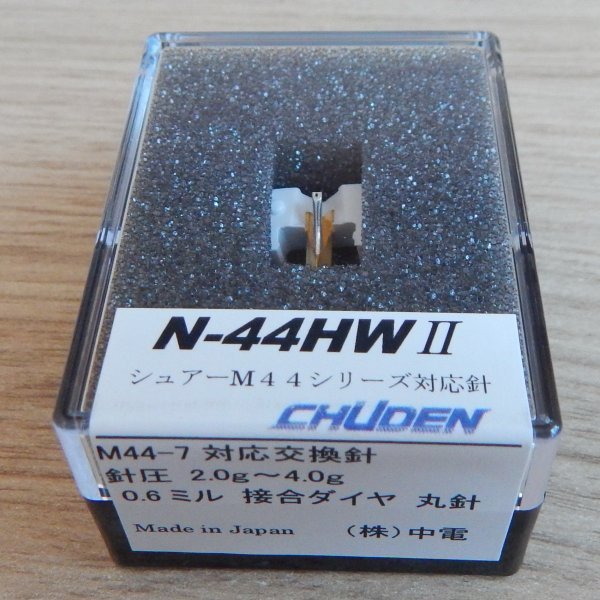 N-44HW II
シュアーM44シリーズ対応針
CHUDEN
M44-7 対応交換針
針圧 2.0g～4.0g
0.6ミル 接合ダイヤ 丸針
Made in Japan （株）中電